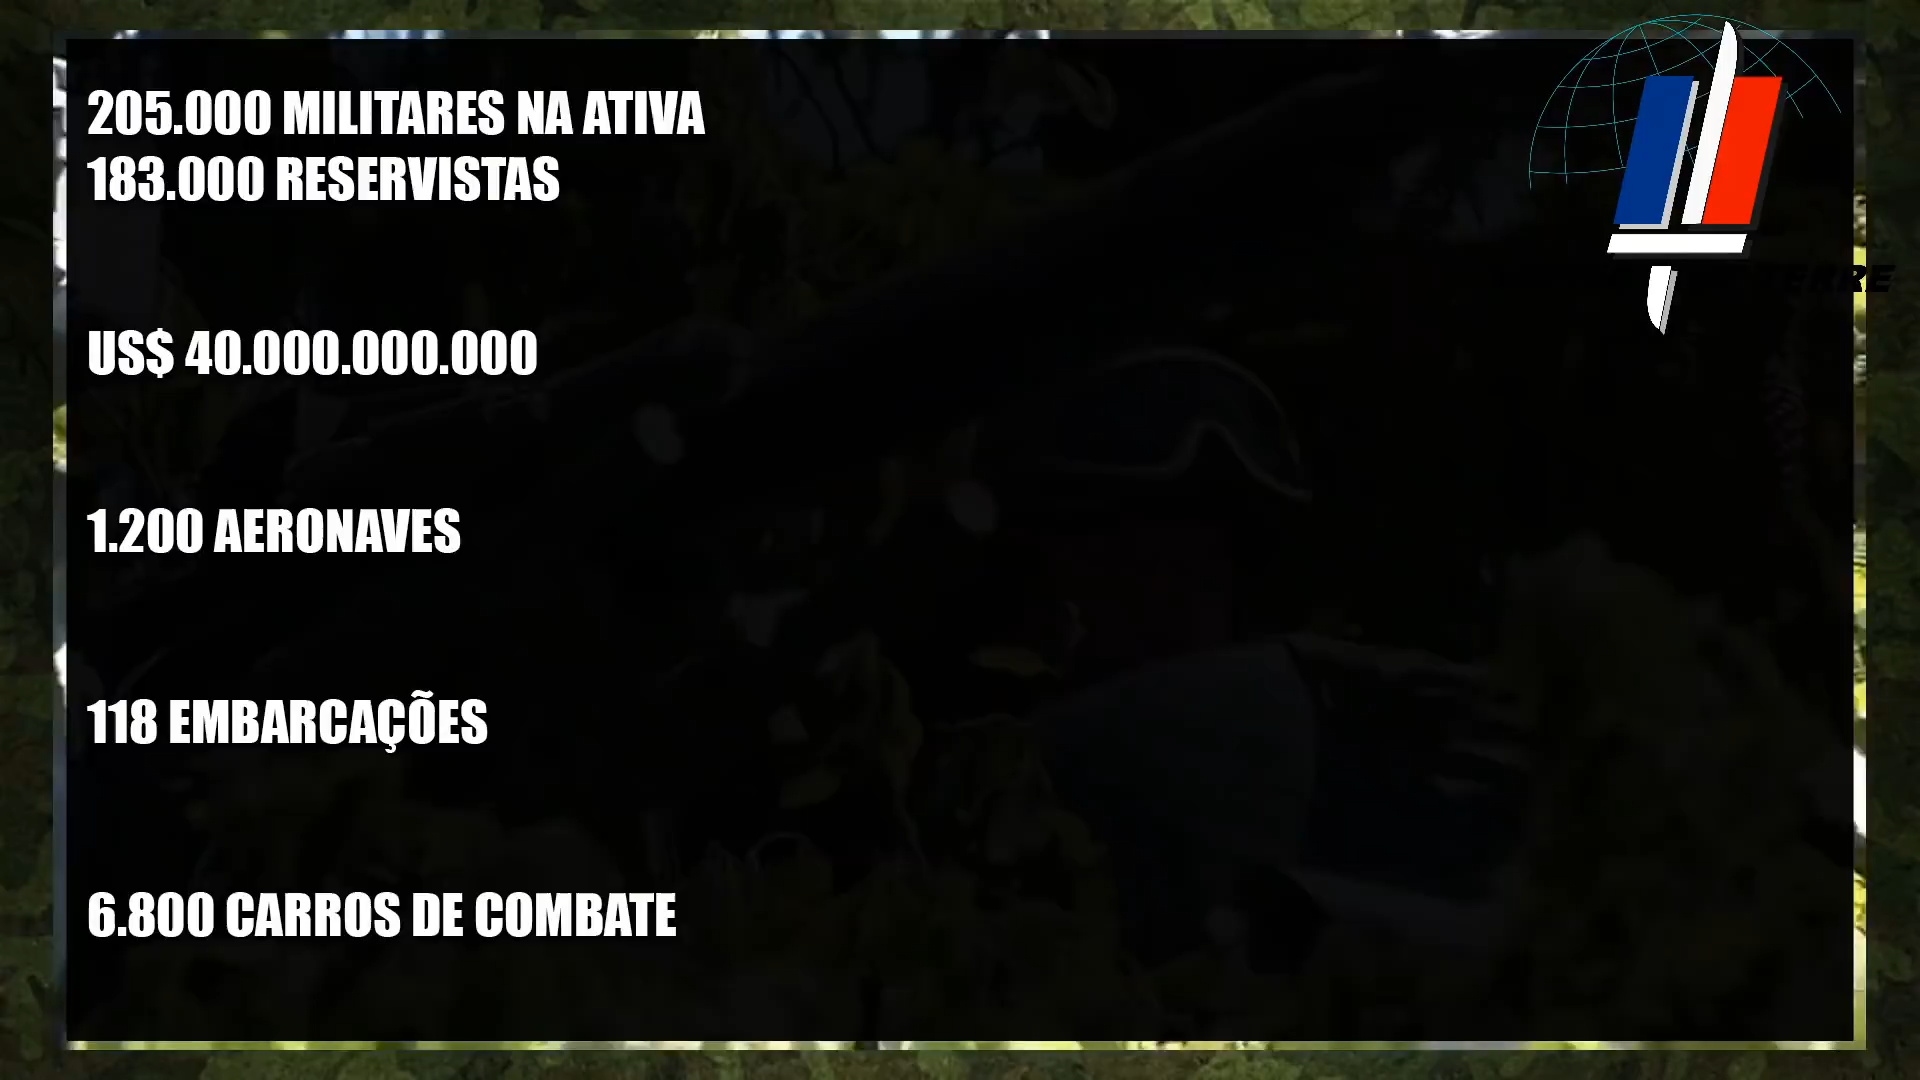 205.000 MILITARES NA ATIVA
183.000 RESERVISTAS
US$ 40.000.000.000
1.200 AERONAVES
118 EMBARCAÇÕES
6.800 CARROS DE COMBATE
TERRE